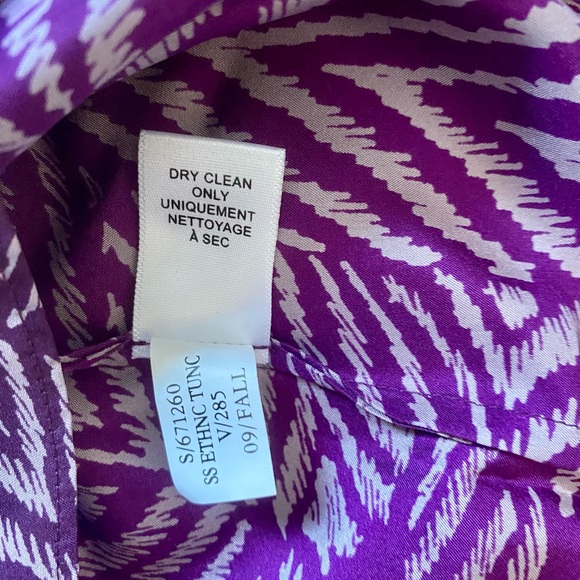 DRY CLEAN
ONLY
UNIQUEMENT
NETTOYAGE
À SEC
S/671260
SS ETHNC TUNC
V/285
09/FALL